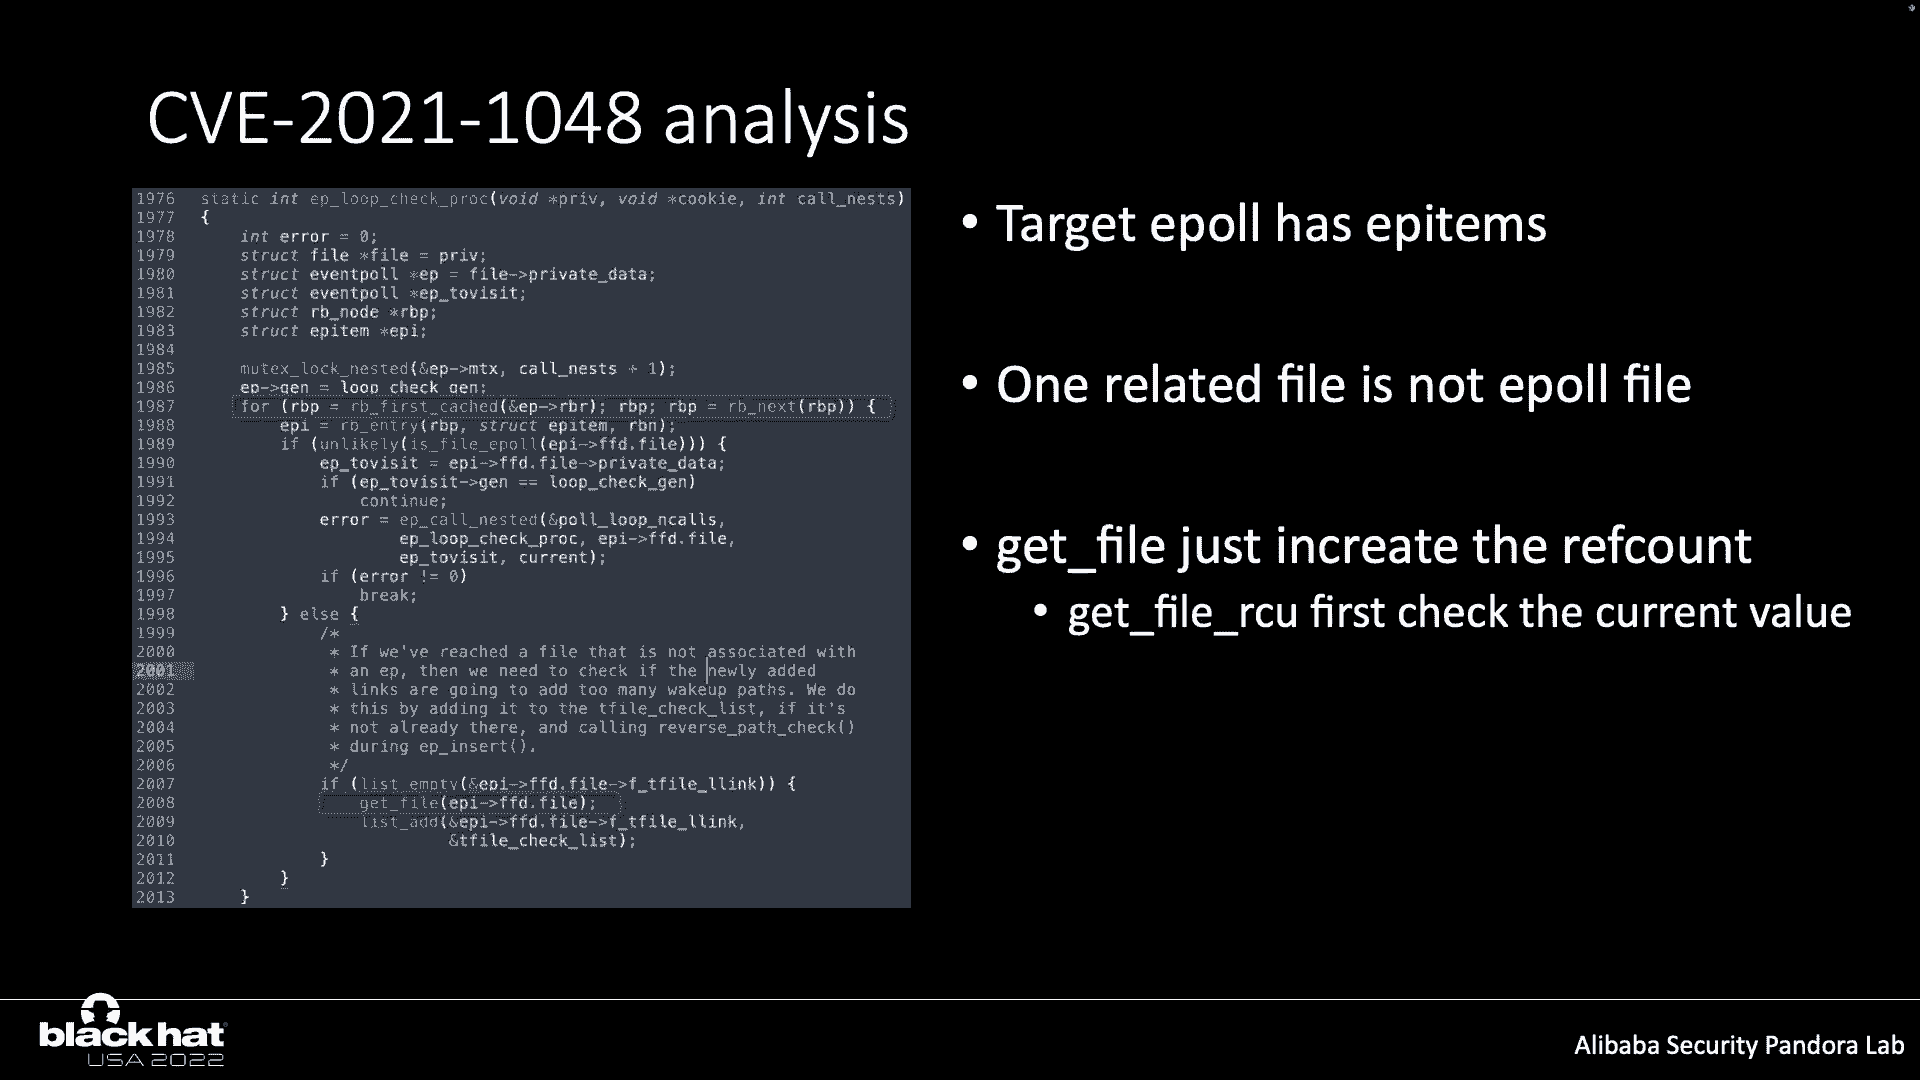 CVE-2021-1048 analysis
1976 static int ep_loop_check_proc(void *priv, void *cookie, int call_nests)
1977 {
1978 int error = 0;
1979 struct file *file = priv;
1980 struct eventpoll *ep = file->private_data;
1981 struct eventpoll *ep_tovisit;
1982 struct rb_node *rbp;
1983 struct epitem *epi;
1984
1985 mutex_lock_nested(&ep->mtx, call_nests + 1);
1986 ep->gen = loop_check_gen;
1987 for (rbp = rb_first_cached(&ep->rbr); rbp; rbp = rb_next(rbp)) {
1988 epi = rb_entry(rbp, struct epitem, rbn);
1989 if (unlikely(is_file_epoll(epi->ffd.file))) {
1990 ep_tovisit = epi->ffd.file->private_data;
1991 if (ep_tovisit->gen == loop_check_gen)
1992 continue;
1993 error = ep_call_nested(&poll_loop_ncalls,
1994 ep_loop_check_proc, epi->ffd.file,
1995 ep_tovisit, current);
1996 if (error != 0)
1997 break;
1998 } else {
1999 /*
2000 * If we've reached a file that is not associated with
2001 * an ep, then we need to check if the newly added
2002 * links are going to add too many wakeup paths. We do
2003 * this by adding it to the tfile_check_list, if it's
2004 * not already there, and calling reverse_path_check()
2005 * during ep_insert().
2006 */
2007 if (list_empty(&epi->ffd.file->f_tfile_llink)) {
2008 get_file(epi->ffd.file);
2009 list_add(&epi->ffd.file->f_tfile_llink,
2010 &tfile_check_list);
2011 }
2012 }
2013 }
• Target epoll has epitems
• One related file is not epoll file
• get_file just increate the refcount
• get_file_rcu first check the current value
black hat
USA 2022
Alibaba Security Pandora Lab